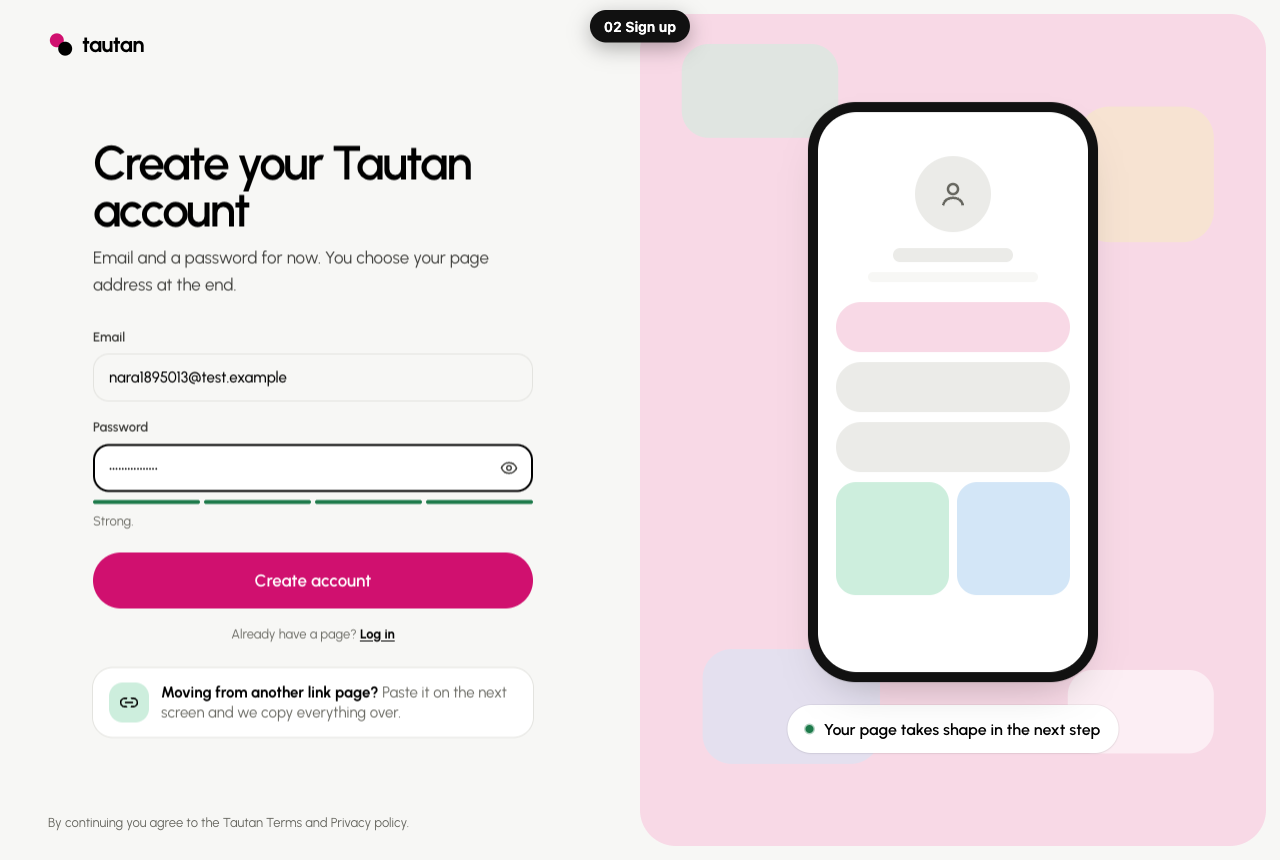 02 Sign up
tautan
Create your Tautan
account
Email and a password for now. You choose your page
address at the end.
Email
nara1895013@test.example
Password
••••••••••••••••
Strong.
Create account
Already have a page? Log in
Moving from another link page? Paste it on the next
screen and we copy everything over.
By continuing you agree to the Tautan Terms and Privacy policy.
Your page takes shape in the next step